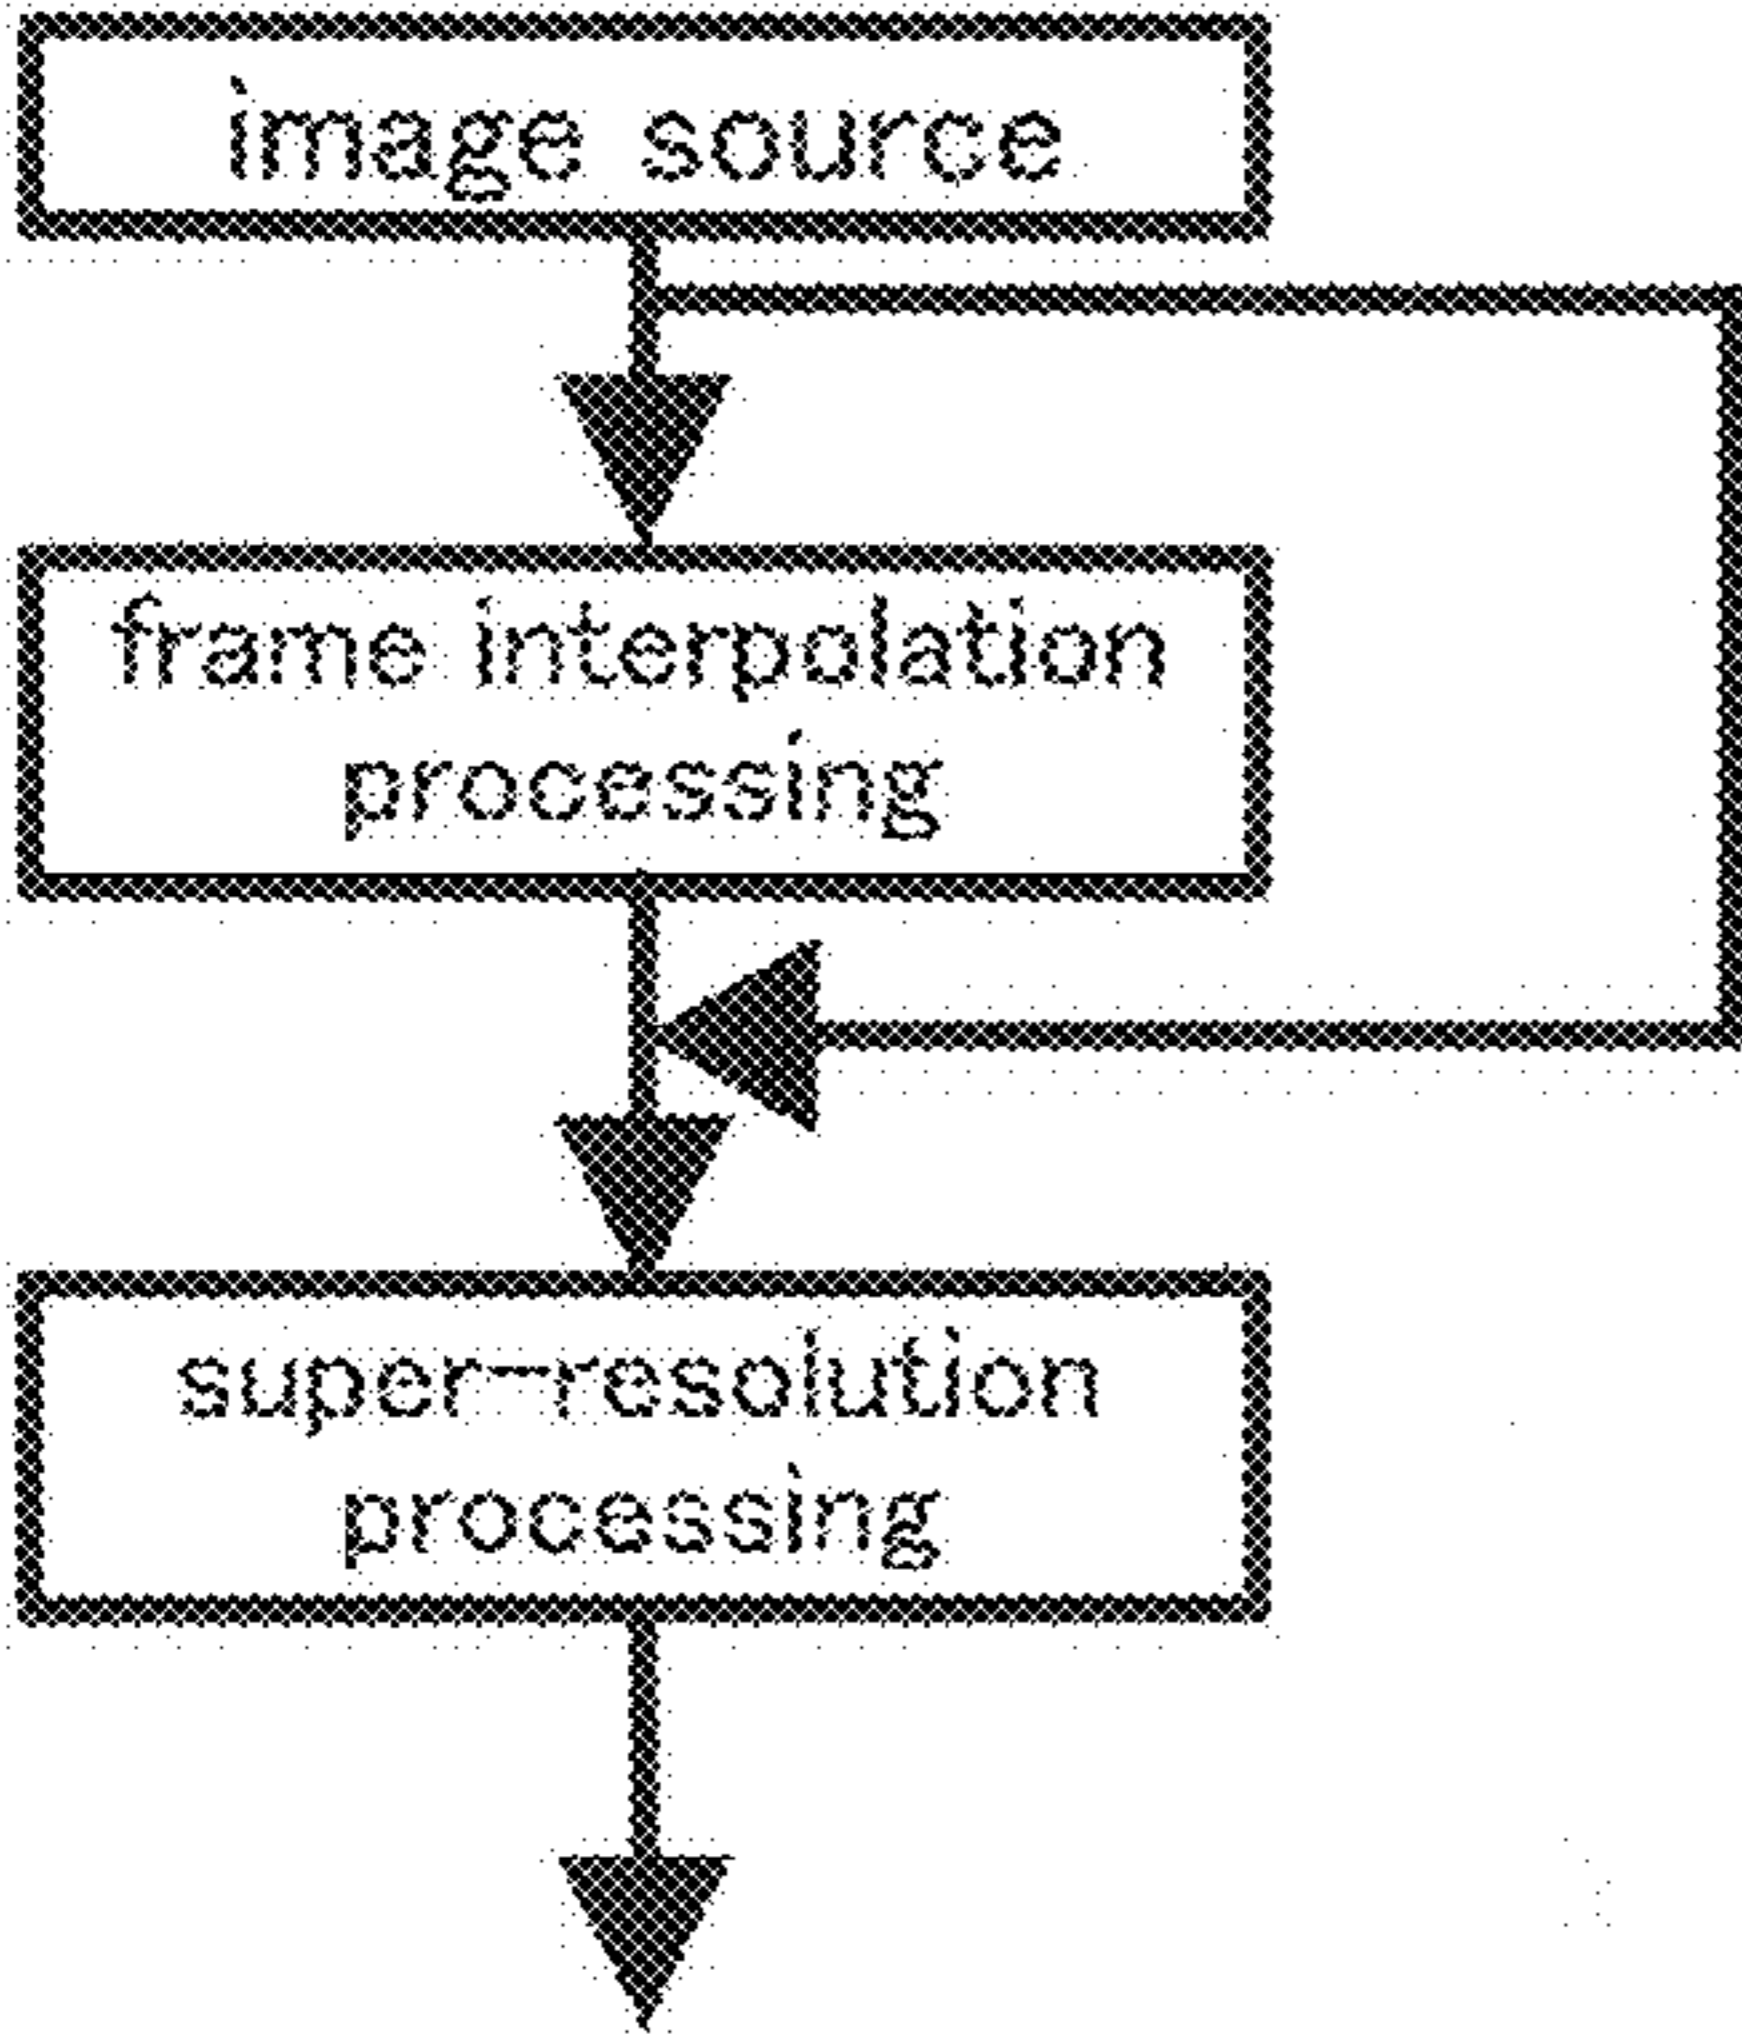 image source
frame interpolation
processing
super-resolution
processing